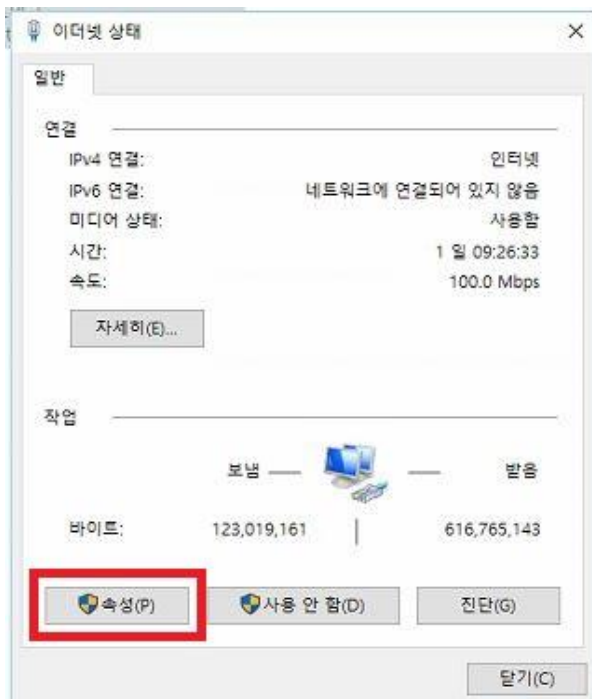 이더넷 상태
일반
연결
IPv4 연결: 인터넷
IPv6 연결: 네트워크에 연결되어 있지 않음
미디어 상태: 사용함
시간: 1 일 09:26:33
속도: 100.0 Mbps
자세히(E)...
작업
보냄 받음
바이트: 123,019,161 616,765,143
속성(P) 사용 안 함(D) 진단(G)
닫기(C)